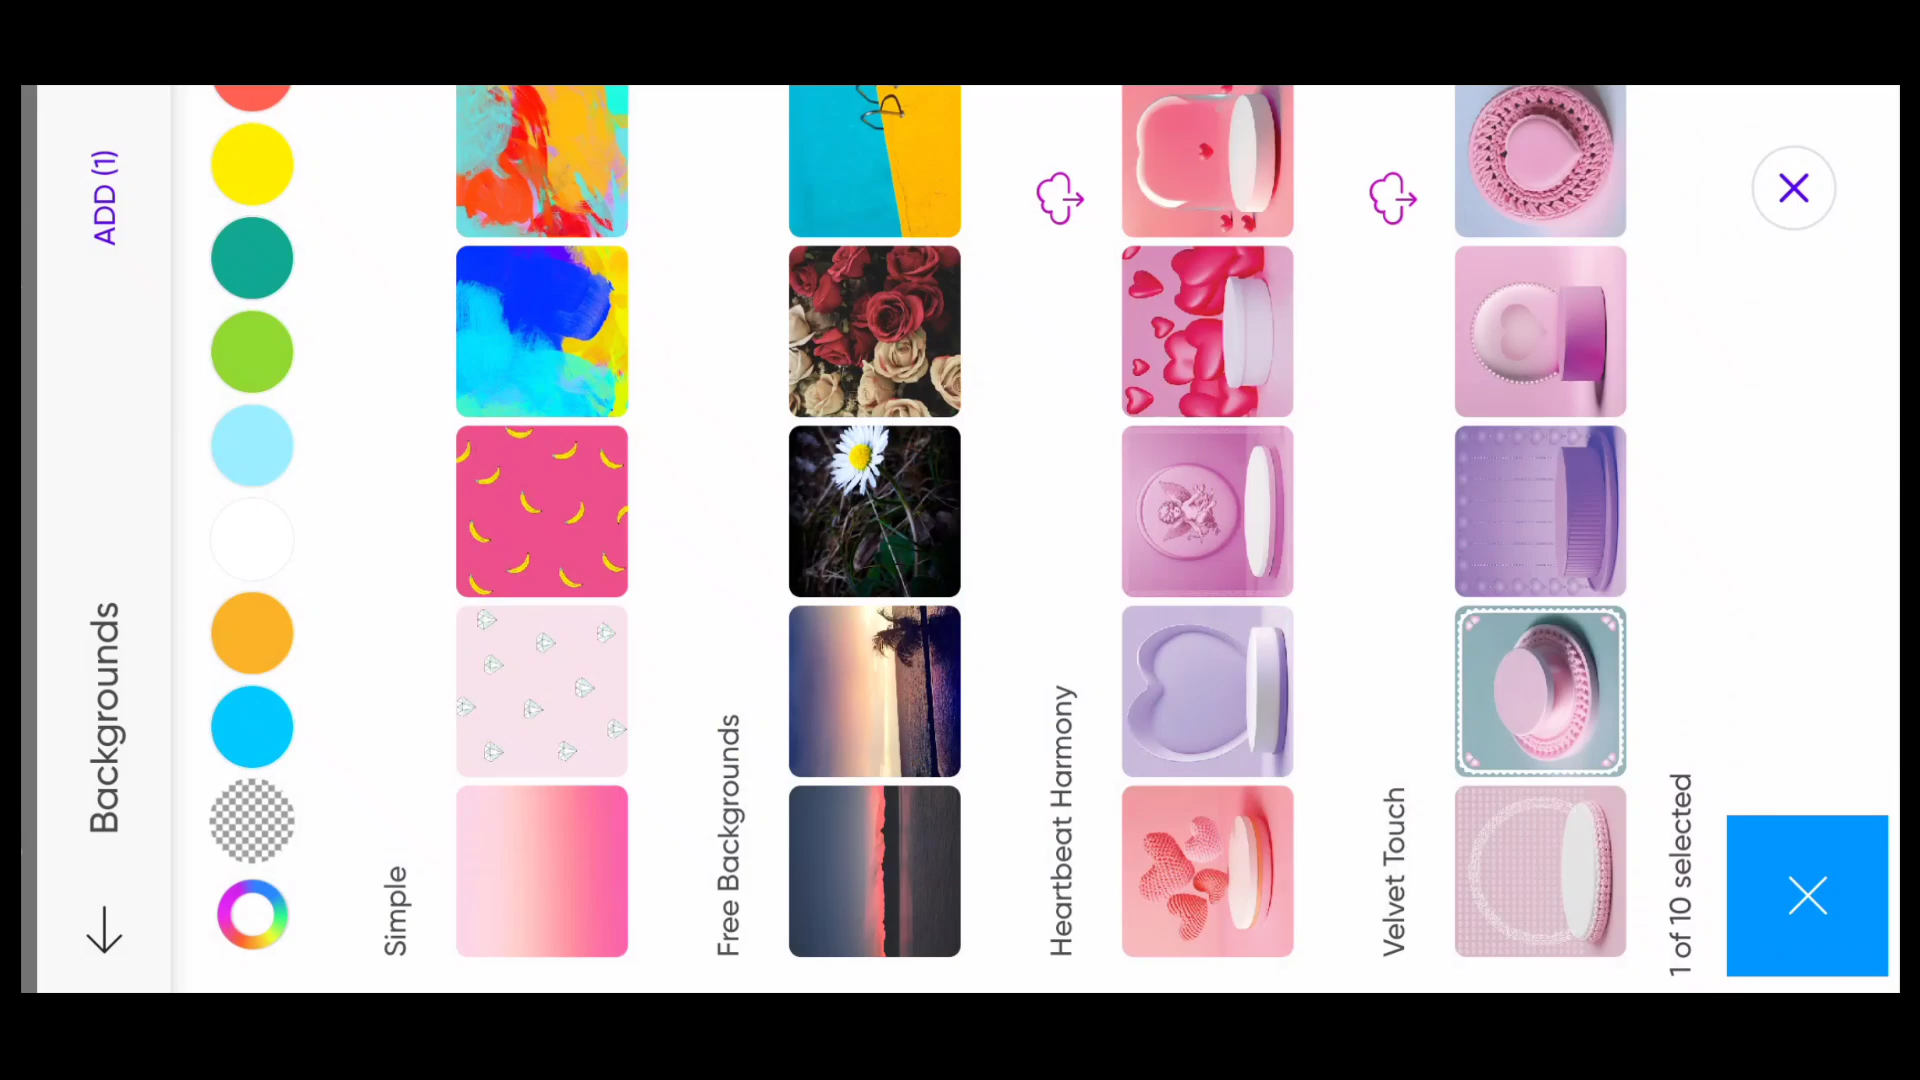 Backgrounds
ADD (1)
Simple
Free Backgrounds
Heartbeat Harmony
Velvet Touch
1 of 10 selected